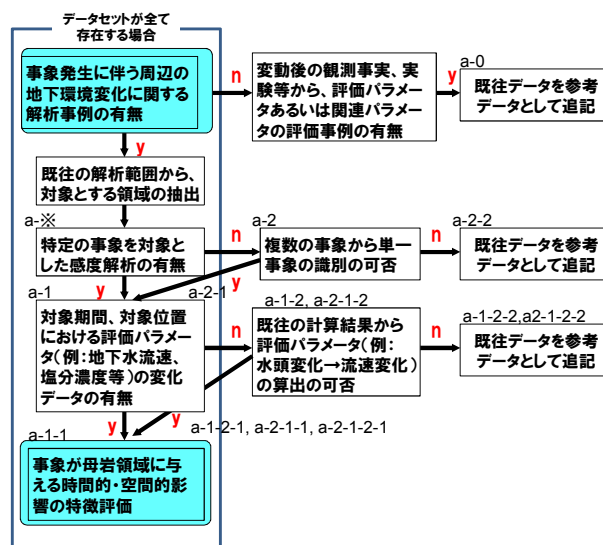 データセットが全て
存在する場合
事象発生に伴う周辺の
地下環境変化に関する
解析事例の有無
n
変動後の観測事実、実
験等から、評価パラメー
タあるいは関連パラメー
タの評価事例の有無
y
a-0
既往データを参考
データとして追記
y
既往の解析範囲から、
対象とする領域の抽出
a-※
特定の事象を対象とし
た感度解析の有無
n
a-2
複数の事象から単一
事象の識別の可否
n
a-2-2
既往データを参考
データとして追記
y
y
a-1
a-2-1
対象期間、対象位置
における評価パラメー
タ(例:地下水流速、
塩分濃度等)の変化
データの有無
n
a-1-2, a-2-1-2
既往の計算結果から
評価パラメータ(例:
水頭変化→流速変化)
の算出の可否
n
a-1-2-2,a2-1-2-2
既往データを参考
データとして追記
y
y
a-1-2-1, a-2-1-1, a-2-1-2-1
a-1-1
事象が母岩領域に与
える時間的・空間的影
響の特徴評価